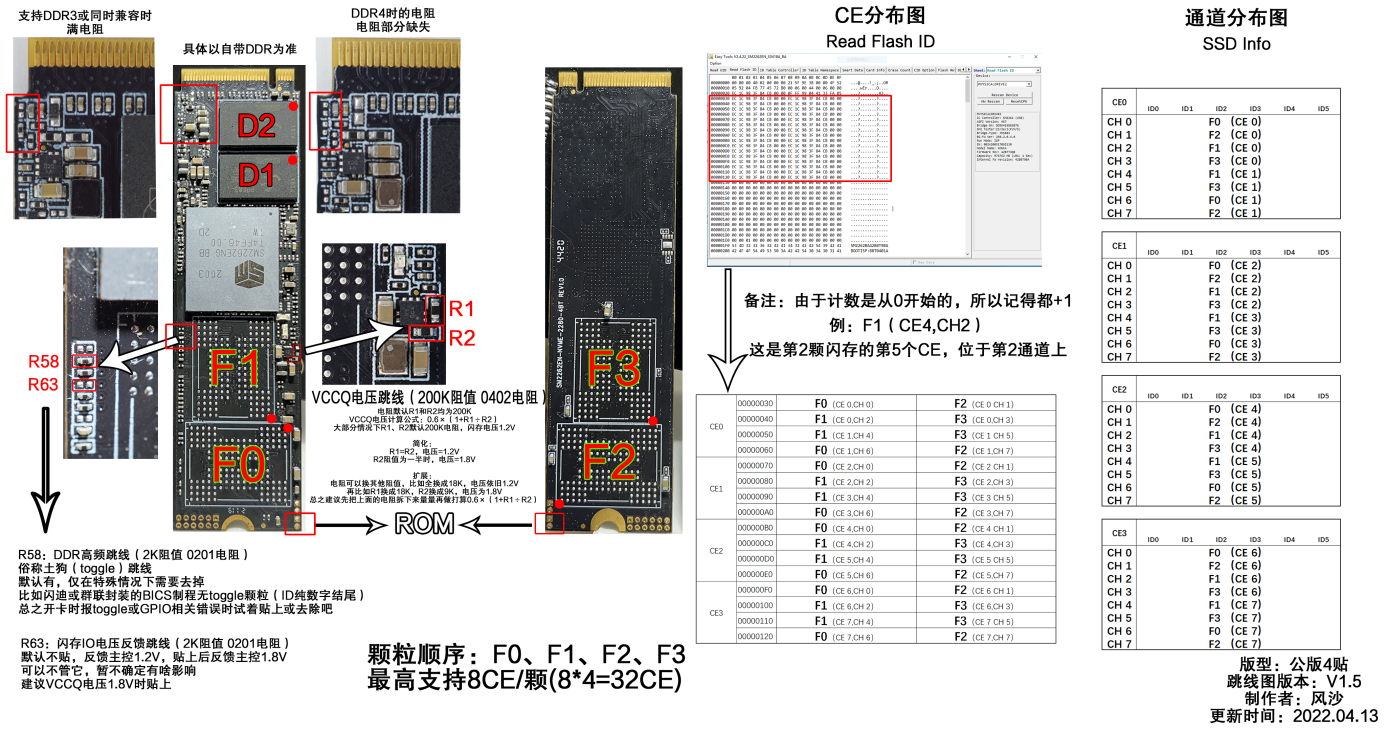 支持DDR3或同时兼容时
满电阻
具体以自带DDR为准
DDR4时的电阻
电阻部分缺失
D2
D1
SM2262ENG BB
2003
F1
F0
R58
R63
R1
R2
VCCQ电压跳线（200K阻值 0402电阻）
电阻默认R1和R2均为200K
VCCQ电压计算公式：0.6×（1+R1÷R2）
大部分情况下R1、R2默认200K电阻，闪存电压1.2V
简化：
R1=R2，电压=1.2V
R2阻值为一半时，电压=1.8V
扩展：
电阻可以换其他阻值，比如全换成18K，电压依旧1.2V
再比如R1换成18K，R2换成9K，电压为1.8V
总之建议先把上面的电阻拆下来量量再做打算0.6×（1+R1÷R2）
ROM
4420
SM2262EN-NVME-2280-4BT REV1.0
F3
F2
R58：DDR高频跳线（2K阻值 0201电阻）
俗称土狗（toggle）跳线
默认有，仅在特殊情况下需要去掉
比如闪迪或群联封装的BICS制程无toggle颗粒（ID纯数字结尾）
总之开卡时报toggle或GPIO相关错误时试着贴上或去除吧
R63：闪存IO电压反馈跳线（2K阻值 0201电阻）
默认不贴，反馈主控1.2V，贴上后反馈主控1.8V
可以不管它，暂不确定有啥影响
建议VCCQ电压1.8V时贴上
颗粒顺序：F0、F1、F2、F3
最高支持8CE/颗(8*4=32CE)
CE分布图
Read Flash ID
备注：由于计数是从0开始的，所以记得都+1
例：F1（CE4,CH2）
这是第2颗闪存的第5个CE，位于第2通道上
CE0
00000030 F0 (CE 0,CH 0) F2 (CE 0 CH 1)
00000040 F1 (CE 0,CH 2) F3 (CE 0,CH 3)
00000050 F1 (CE 1,CH 4) F3 (CE 1 CH 5)
00000060 F0 (CE 1,CH 6) F2 (CE 1,CH 7)
CE1
00000070 F0 (CE 2,CH 0) F2 (CE 2 CH 1)
00000080 F1 (CE 2,CH 2) F3 (CE 2,CH 3)
00000090 F1 (CE 3,CH 4) F3 (CE 3 CH 5)
000000A0 F0 (CE 3,CH 6) F2 (CE 3,CH 7)
CE2
000000B0 F0 (CE 4,CH 0) F2 (CE 4 CH 1)
000000C0 F1 (CE 4,CH 2) F3 (CE 4,CH 3)
000000D0 F1 (CE 5,CH 4) F3 (CE 5 CH 5)
000000E0 F0 (CE 5,CH 6) F2 (CE 5,CH 7)
CE3
000000F0 F0 (CE 6,CH 0) F2 (CE 6 CH 1)
00000100 F1 (CE 6,CH 2) F3 (CE 6,CH 3)
00000110 F1 (CE 7,CH 4) F3 (CE 7 CH 5)
00000120 F0 (CE 7,CH 6) F2 (CE 7,CH 7)
通道分布图
SSD Info
CE0 ID0 ID1 ID2 ID3 ID4 ID5
CH 0 F0 (CE 0)
CH 1 F2 (CE 0)
CH 2 F1 (CE 0)
CH 3 F3 (CE 0)
CH 4 F1 (CE 1)
CH 5 F3 (CE 1)
CH 6 F0 (CE 1)
CH 7 F2 (CE 1)
CE1 ID0 ID1 ID2 ID3 ID4 ID5
CH 0 F0 (CE 2)
CH 1 F2 (CE 2)
CH 2 F1 (CE 2)
CH 3 F3 (CE 2)
CH 4 F1 (CE 3)
CH 5 F3 (CE 3)
CH 6 F0 (CE 3)
CH 7 F2 (CE 3)
CE2 ID0 ID1 ID2 ID3 ID4 ID5
CH 0 F0 (CE 4)
CH 1 F2 (CE 4)
CH 2 F1 (CE 4)
CH 3 F3 (CE 4)
CH 4 F1 (CE 5)
CH 5 F3 (CE 5)
CH 6 F0 (CE 5)
CH 7 F2 (CE 5)
CE3 ID0 ID1 ID2 ID3 ID4 ID5
CH 0 F0 (CE 6)
CH 1 F2 (CE 6)
CH 2 F1 (CE 6)
CH 3 F3 (CE 6)
CH 4 F1 (CE 7)
CH 5 F3 (CE 7)
CH 6 F0 (CE 7)
CH 7 F2 (CE 7)
版型：公版4贴
跳线图版本：V1.5
制作者：风沙
更新时间：2022.04.13